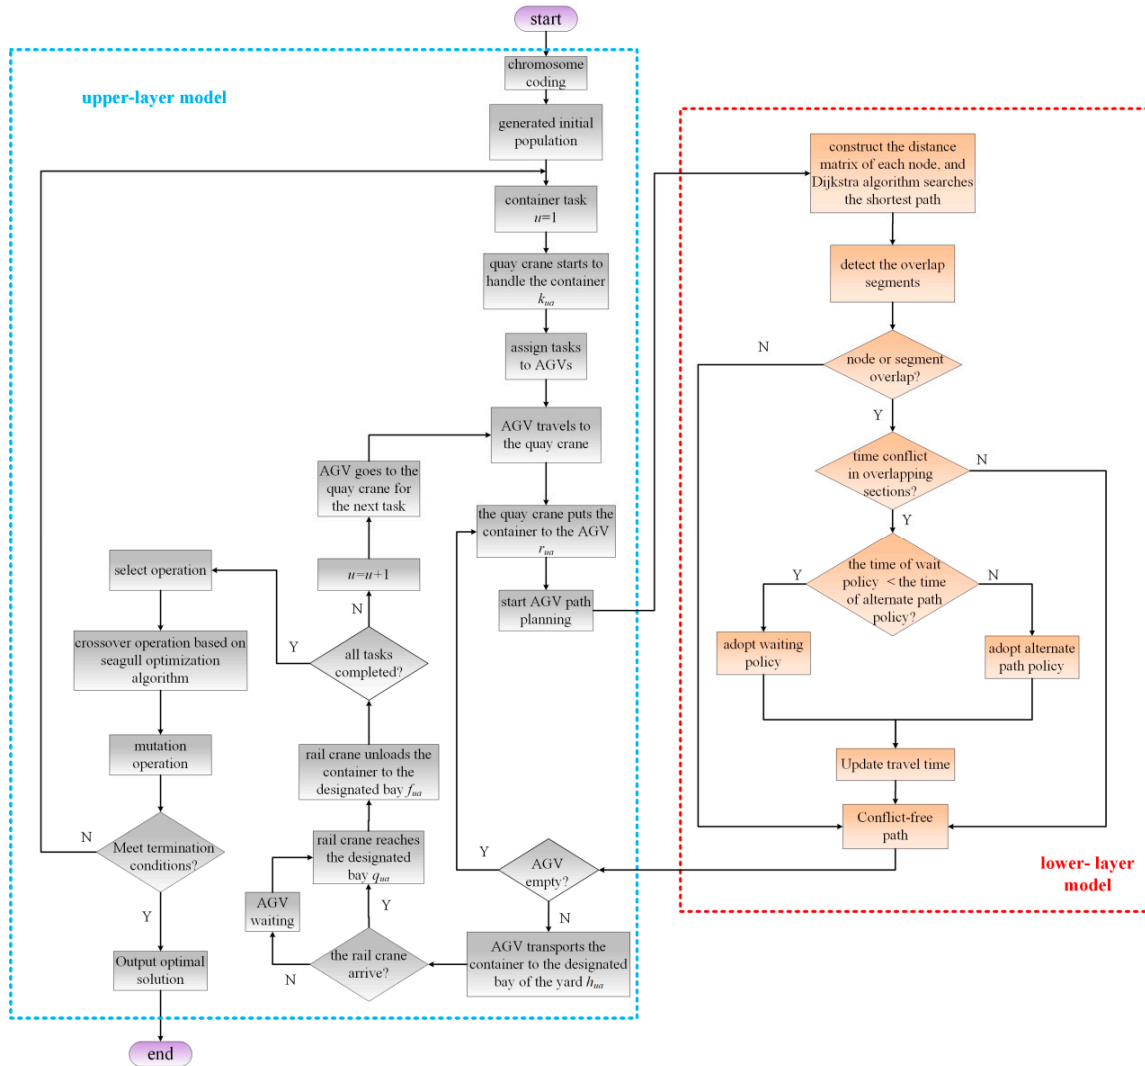 start
upper-layer model
chromosome
coding
generated initial
population
container task
u=1
quay crane starts to
handle the container
k_ua
assign tasks
to AGVs
AGV travels to
the quay crane
AGV goes to the
quay crane for
the next task
the quay crane puts the
container to the AGV
r_ua
start AGV path
planning
u=u+1
N
select operation
Y
all tasks
completed?
crossover operation based on
seagull optimization
algorithm
mutation
operation
rail crane unloads the
container to the
designated bay f_ua
N
Meet termination
conditions?
Y
rail crane reaches
the designated
bay q_ua
AGV
waiting
Y
the rail crane
arrive?
N
Y
AGV
empty?
N
AGV transports the
container to the designated
bay of the yard h_ua
Output optimal
solution
end
construct the distance
matrix of each node, and
Dijkstra algorithm searches
the shortest path
detect the overlap
segments
N
node or segment
overlap?
Y
time conflict
in overlapping
sections?
N
Y
the time of wait
policy < the time
of alternate path
policy?
Y
N
adopt waiting
policy
adopt alternate
path policy
Update travel time
Conflict-free
path
lower- layer
model